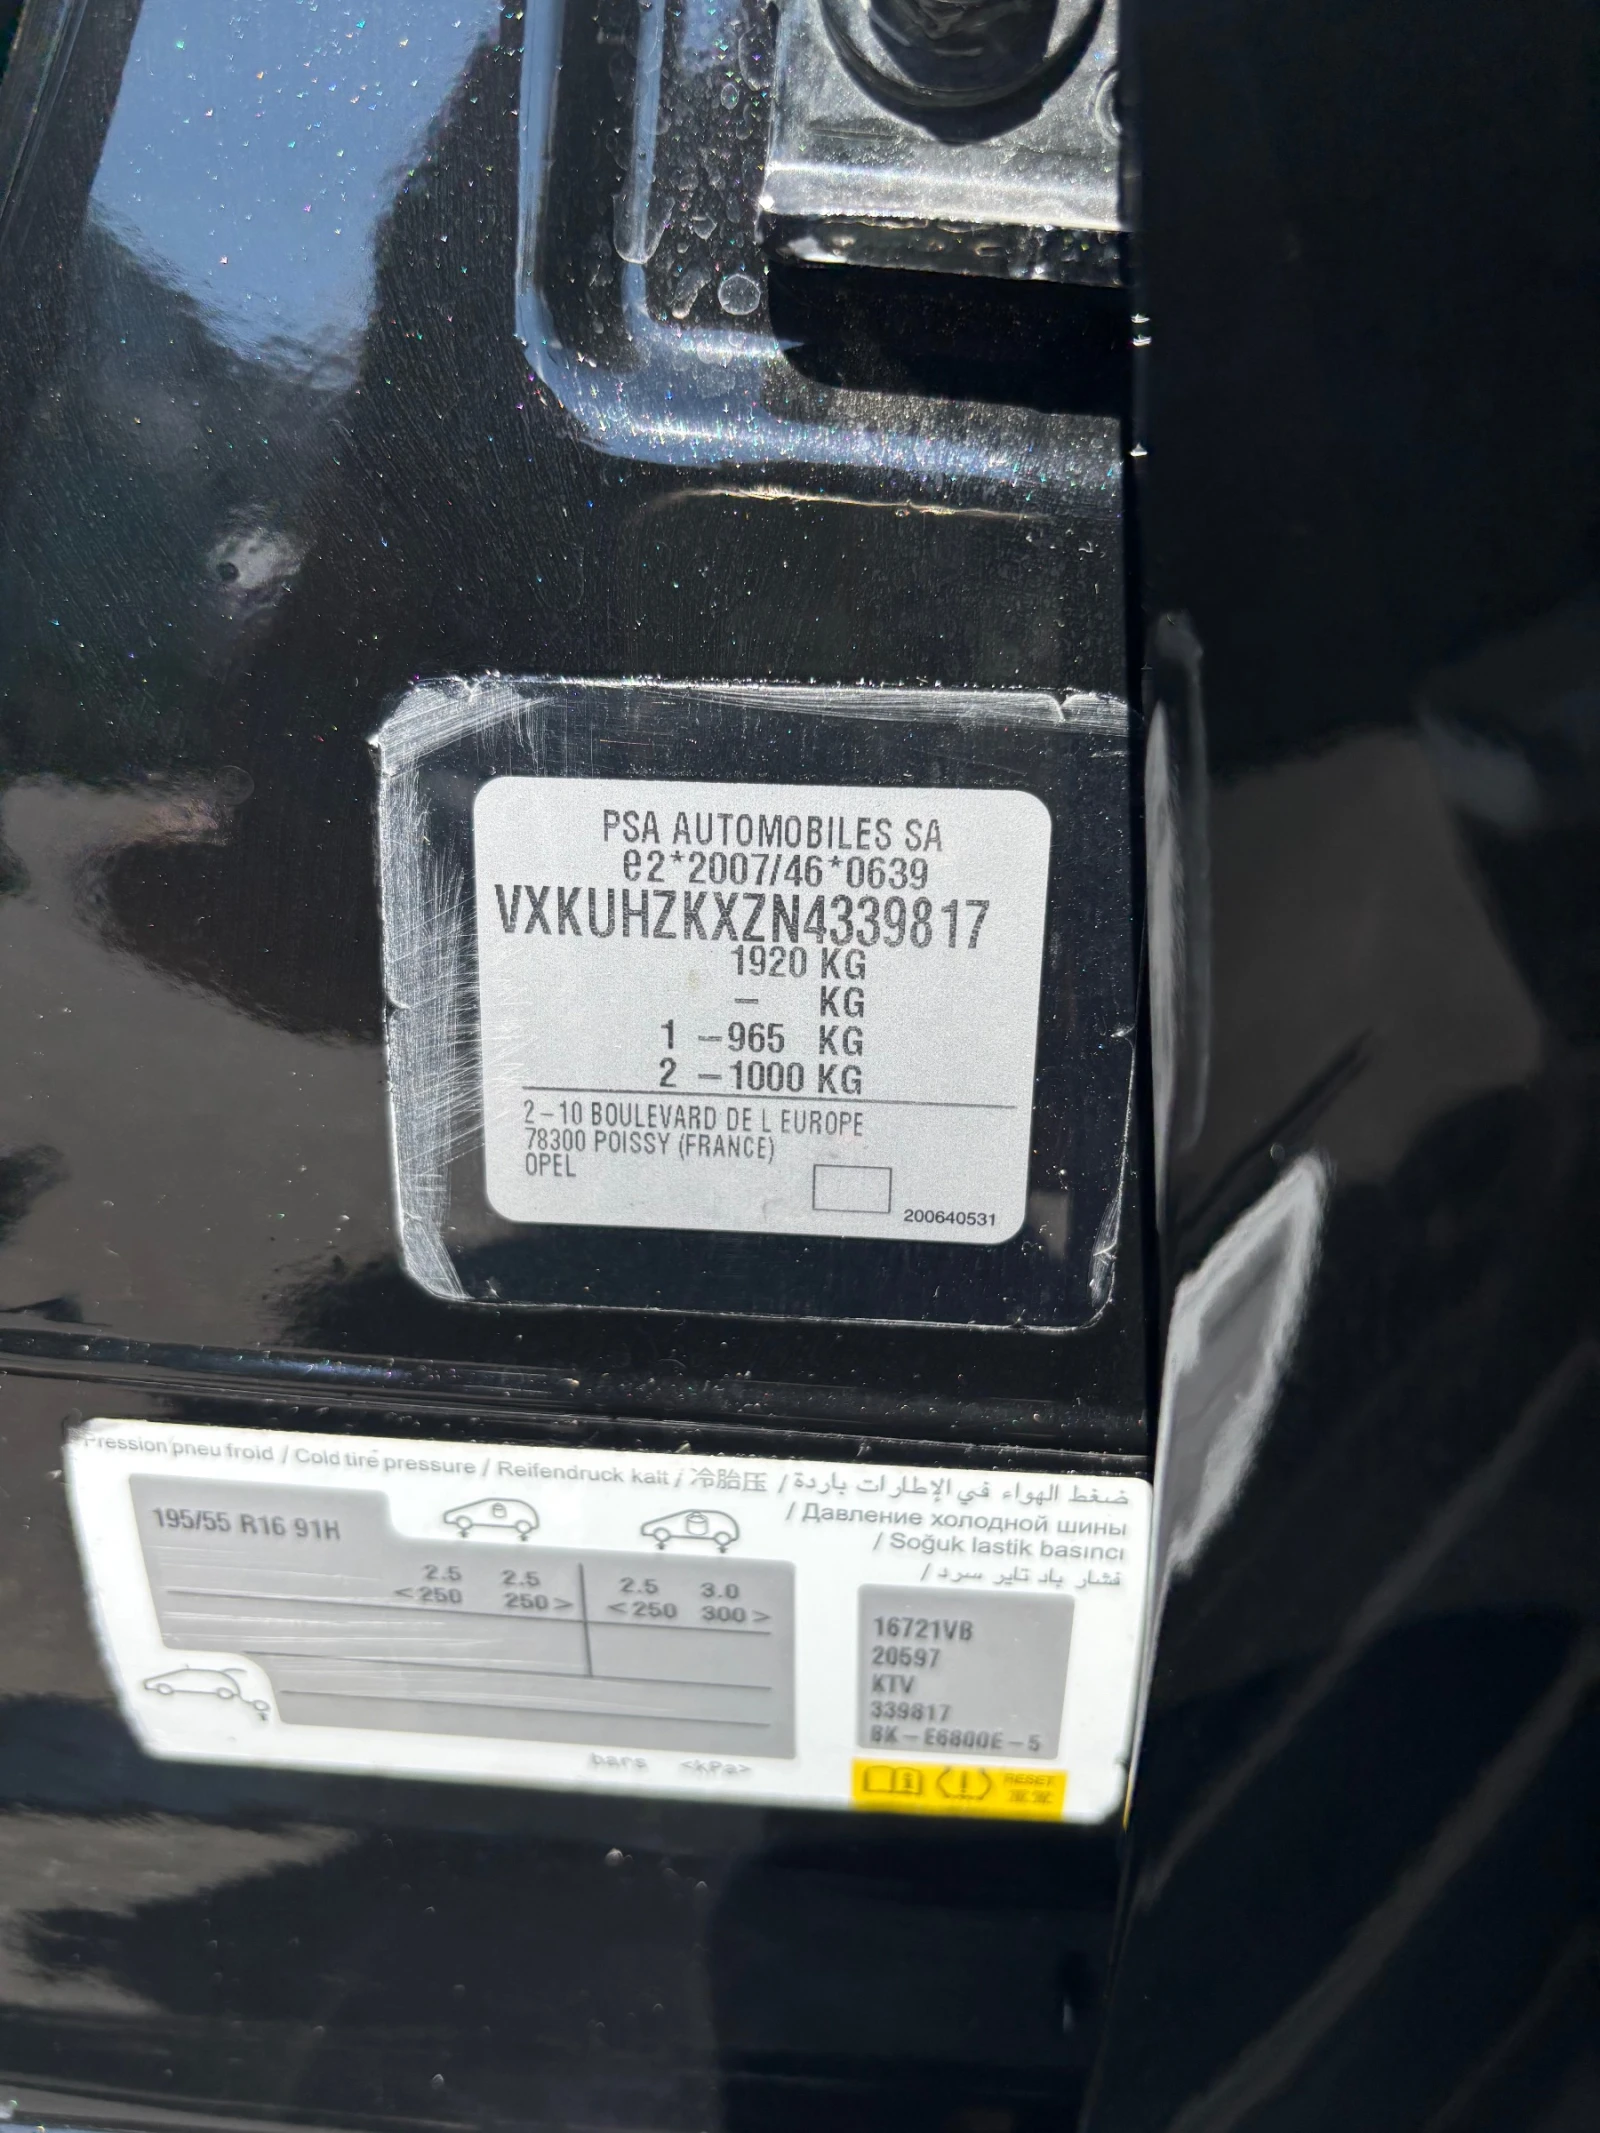 PSA AUTOMOBILES SA
e2*2007/46*0639
VXKUHZKXZN4339817
1920 KG
– KG
1 –965 KG
2 –1000 KG
2–10 BOULEVARD DE L EUROPE
78300 POISSY (FRANCE)
OPEL
200640531
Pression pneu froid / Cold tire pressure / Reifendruck kalt / 冷胎压 / ضغط الهواء في الإطارات باردة
/ Давление холодной шины
/ Soğuk lastik basıncı
/ فشار باد تایر سرد
195/55 R16 91H
2.5 2.5 2.5 3.0
<250 250> <250 300>
bars <kPa>
16721VB
20597
KTV
339817
BK–E6800E–5
RESET